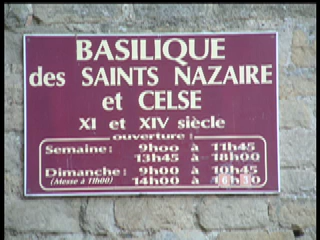 BASILIQUE
des SAINTS NAZAIRE
et CELSE
XI et XIV siècle
ouverture :
Semaine: 9h00 à 11h45
13h45 à 18h00
Dimanche: 9h00 à 10h45
(Messe à 11h00) 14h00 à